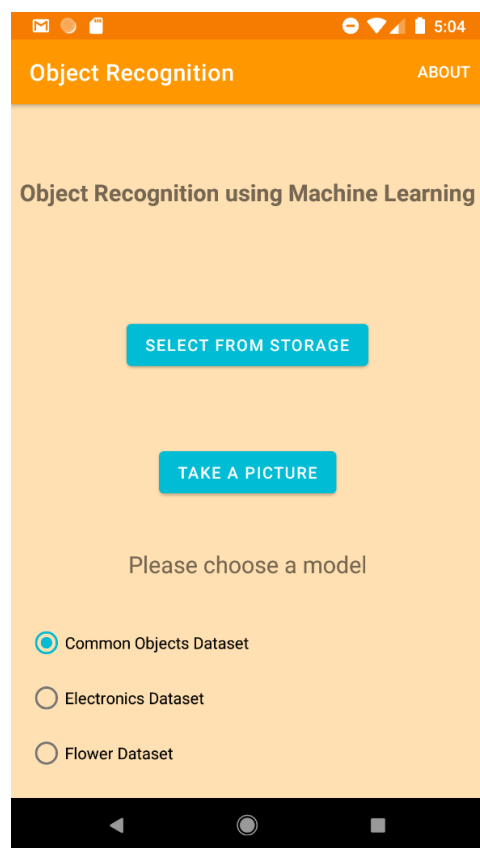 5:04
Object Recognition
ABOUT
Object Recognition using Machine Learning
SELECT FROM STORAGE
TAKE A PICTURE
Please choose a model
Common Objects Dataset
Electronics Dataset
Flower Dataset